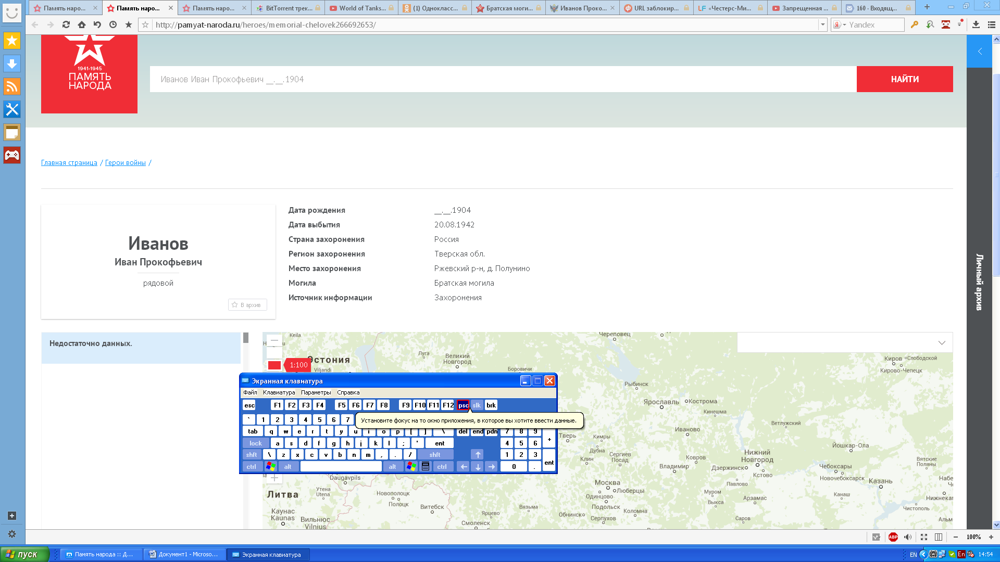 Память наро...
Память наро...
Память наро...
BitTorrent трек...
World of Tanks...
(1) Однокласс...
Братская моги...
Иванов Проко...
URL заблокир...
«Честерс-Ми...
Запрещенная ...
160 · Входящ...
http://pamyat-naroda.ru/heroes/memorial-chelovek266692653/
Yandex
1941-1945
ПАМЯТЬ
НАРОДА
Иванов Иван Прокофьевич __.__.1904
НАЙТИ
Личный архив
Главная страница / Герои войны /
Иванов
Иван Прокофьевич
рядовой
В архив
Дата рождения __.__.1904
Дата выбытия 20.08.1942
Страна захоронения Россия
Регион захоронения Тверская обл.
Место захоронения Ржевский р-н, д. Полунино
Могила Братская могила
Источник информации Захоронения
Недостаточно данных.
Keila
Эстония
Viljandi
1:100
Луга
Великий
Новгород
Боровичи
Череповец
Рыбинск
Ярославль
Кострома
Кинешма
Иваново
Киров
Слободской
Кирово-Чепецк
Ветлужский
Йошкар-Ола
Экранная клавиатура
Файл Клавиатура Параметры Справка
esc F1 F2 F3 F4 F5 F6 F7 F8 F9 F10 F11 F12 psc slk brk
` 1 2 3 4 5 6 7
Установите фокус на то окно приложения, в которое вы хотите ввести данные.
tab q w e r t y u i o p [ ] \ del end pdn 7 8 9 +
lock a s d f g h j k l ; ' ent 4 5 6
shft \ z x c v b n m , . / shft ↑ 1 2 3 ent
ctrl alt alt ctrl ← ↓ → 0 .
Тверь
Кимры
Дубна
Клин
Сергиев
Посад
Ковров
Владимир
Нижний
Новгород
Дзержинск
Кстово
Чебоксары
Новочебоксарск
Вятские
Поляны
Казань
Москва
Люберцы
Одинцово
Подольск
Коломна
Обнинск
Серпухов
Муром
Выкса
Павлово
Арзамас
Саров
Канаш
Чистополь
Daugavpils
Литва
Утена
Utena
Новополоцк
Полоцк
Витебск
Каунас
Kaunas
Вильнюс
Vilnius
Вязьма
Ярцево
Смоленск
ABP
100%
пуск
Память народа :: Д...
Документ1 - Microso...
Экранная клавиатура
EN
En
14:54